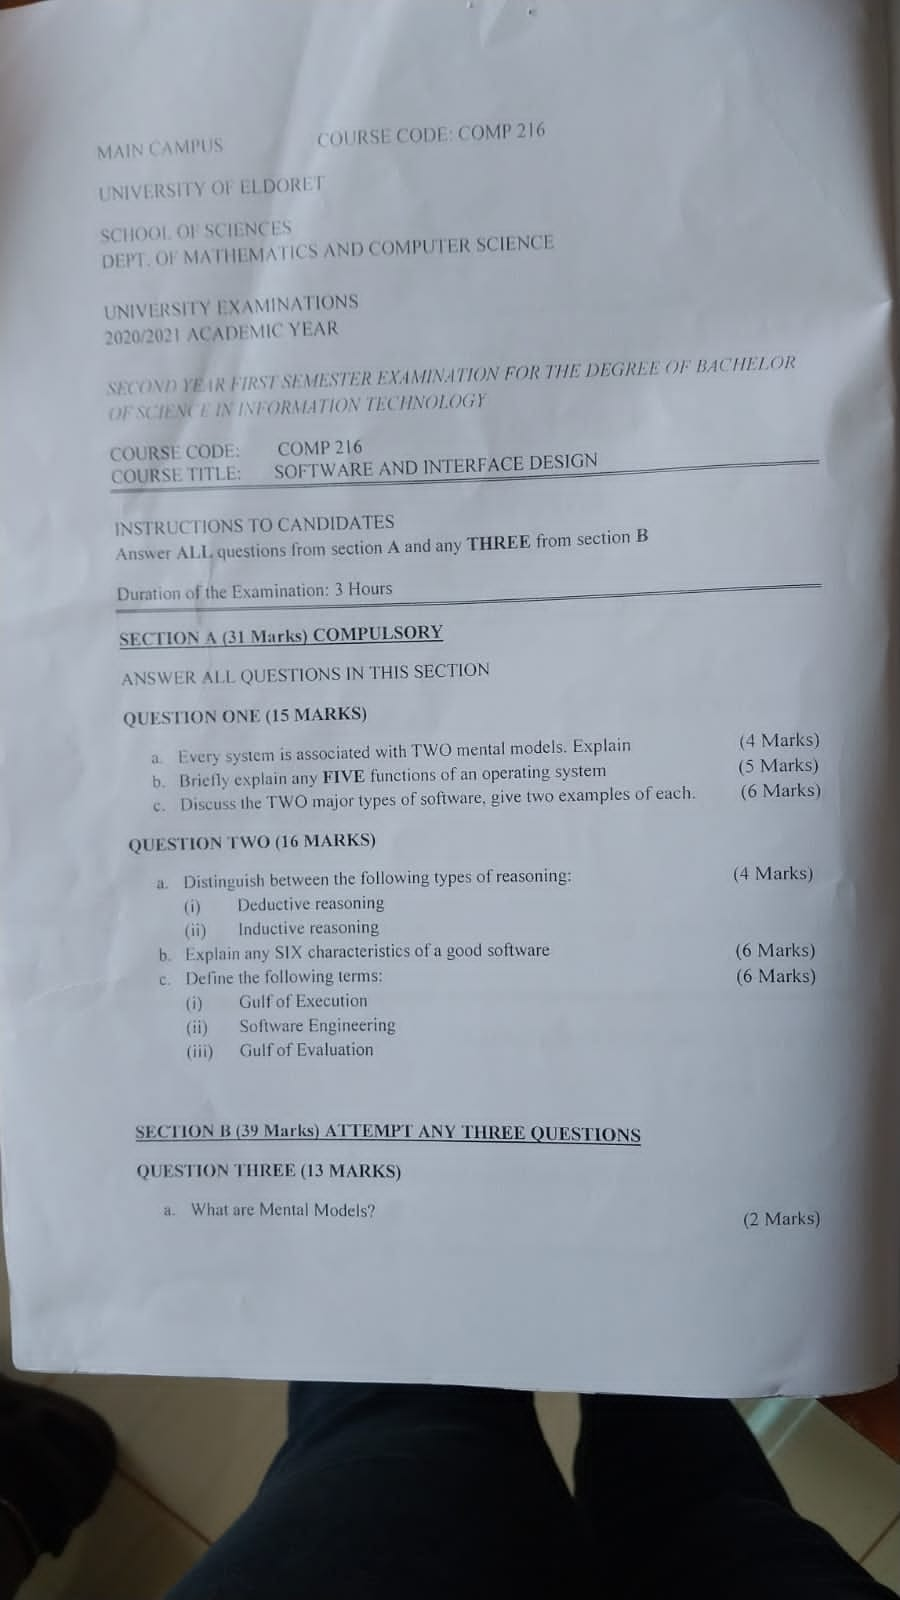 MAIN CAMPUS COURSE CODE: COMP 216
UNIVERSITY OF ELDORET
SCHOOL OF SCIENCES
DEPT. OF MATHEMATICS AND COMPUTER SCIENCE
UNIVERSITY EXAMINATIONS
2020/2021 ACADEMIC YEAR
SECOND YEAR FIRST SEMESTER EXAMINATION FOR THE DEGREE OF BACHELOR
OF SCIENCE IN INFORMATION TECHNOLOGY
COURSE CODE: COMP 216
COURSE TITLE: SOFTWARE AND INTERFACE DESIGN
INSTRUCTIONS TO CANDIDATES
Answer ALL questions from section A and any THREE from section B
Duration of the Examination: 3 Hours
SECTION A (31 Marks) COMPULSORY
ANSWER ALL QUESTIONS IN THIS SECTION
QUESTION ONE (15 MARKS)
a. Every system is associated with TWO mental models. Explain (4 Marks)
b. Briefly explain any FIVE functions of an operating system (5 Marks)
c. Discuss the TWO major types of software, give two examples of each. (6 Marks)
QUESTION TWO (16 MARKS)
a. Distinguish between the following types of reasoning: (4 Marks)
(i) Deductive reasoning
(ii) Inductive reasoning
b. Explain any SIX characteristics of a good software (6 Marks)
c. Define the following terms: (6 Marks)
(i) Gulf of Execution
(ii) Software Engineering
(iii) Gulf of Evaluation
SECTION B (39 Marks) ATTEMPT ANY THREE QUESTIONS
QUESTION THREE (13 MARKS)
a. What are Mental Models? (2 Marks)